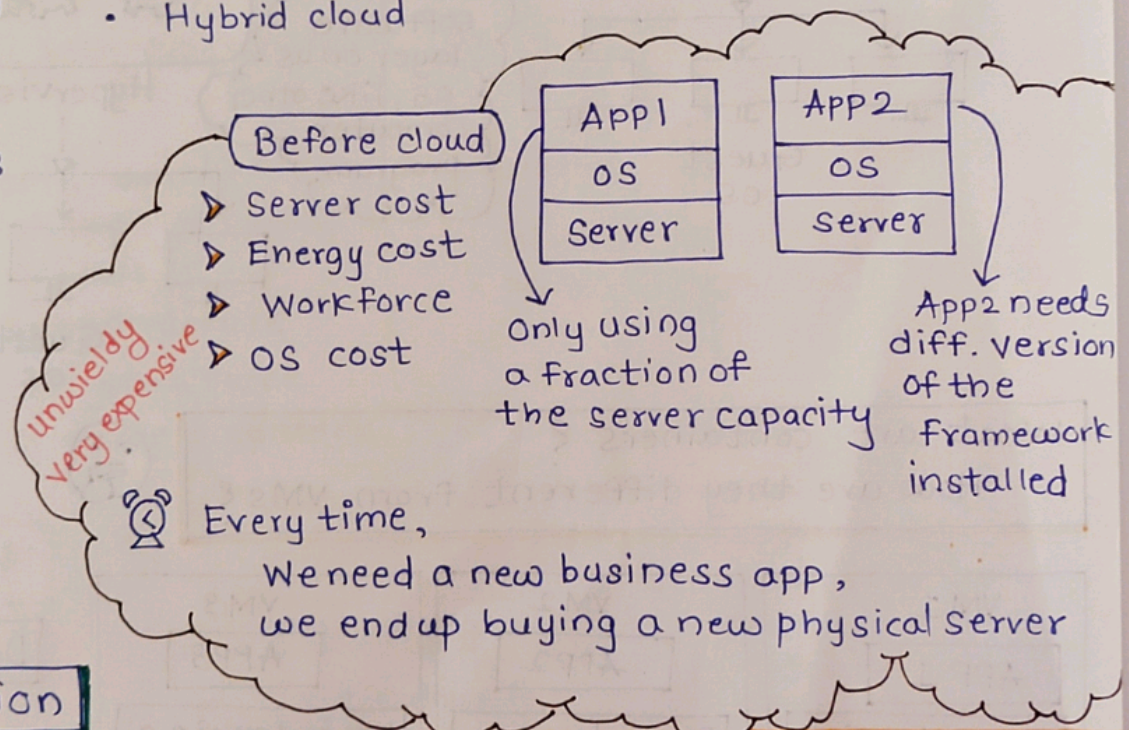 • Hybrid cloud
Before cloud
Server cost
Energy cost
Workforce
OS cost
unwieldy
very expensive
APP1
OS
Server
APP2
OS
Server
Only using
a fraction of
the server capacity
App2 needs
diff. version
of the
framework
installed
Every time,
We need a new business app,
we end up buying a new physical server